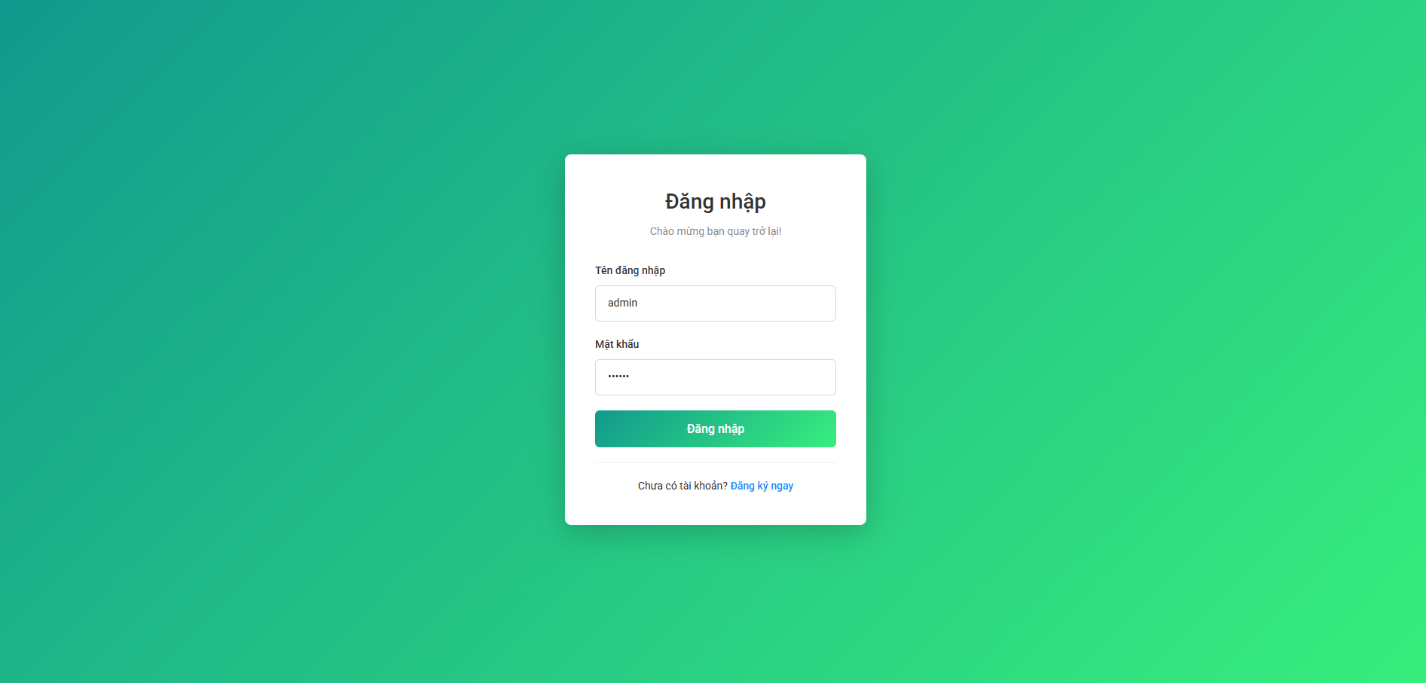 Đăng nhập
Chào mừng bạn quay trở lại!
Tên đăng nhập
admin
Mật khẩu
••••••
Đăng nhập
Chưa có tài khoản? Đăng ký ngay